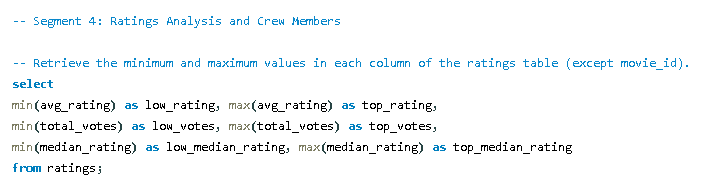 -- Segment 4: Ratings Analysis and Crew Members
-- Retrieve the minimum and maximum values in each column of the ratings table (except movie_id).
select
min(avg_rating) as low_rating, max(avg_rating) as top_rating,
min(total_votes) as low_votes, max(total_votes) as top_votes,
min(median_rating) as low_median_rating, max(median_rating) as top_median_rating
from ratings;